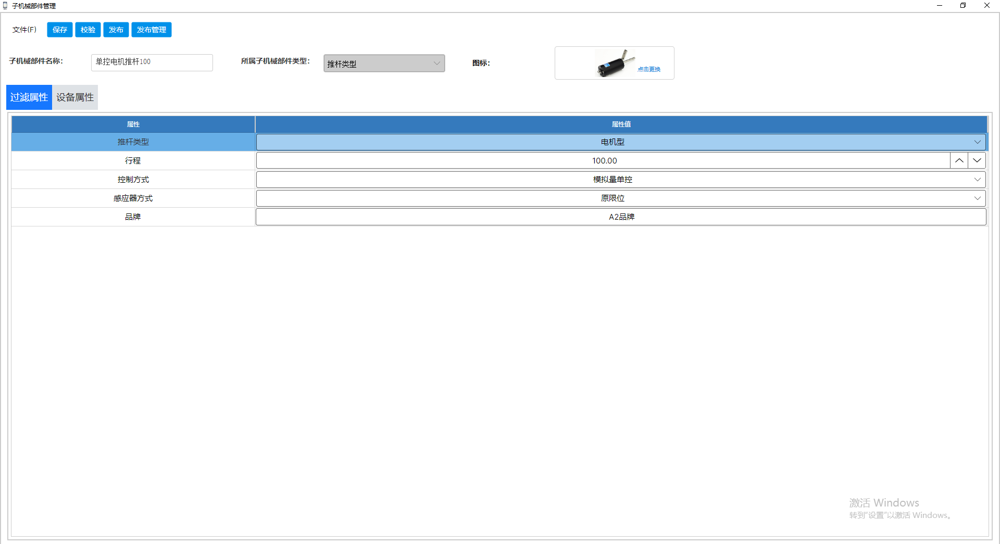 子机械部件管理
文件(F) 保存 校验 发布 发布管理
子机械部件名称： 单控电机推杆100 所属子机械部件类型： 推杆类型 图标： 点击更换
过滤属性 设备属性
属性 属性值
推杆类型 电机型
行程 100.00
控制方式 模拟量单控
感应器方式 原限位
品牌 A2品牌
激活 Windows
转到“设置”以激活 Windows。